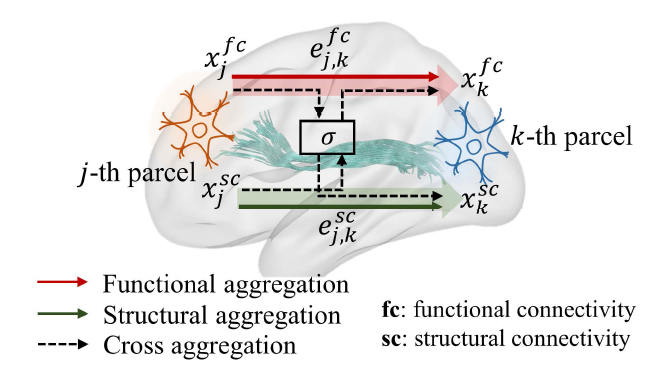 x_j^{fc} e_{j,k}^{fc} x_k^{fc}
σ
j-th parcel k-th parcel
x_j^{sc} e_{j,k}^{sc} x_k^{sc}
Functional aggregation
Structural aggregation
Cross aggregation
fc: functional connectivity
sc: structural connectivity